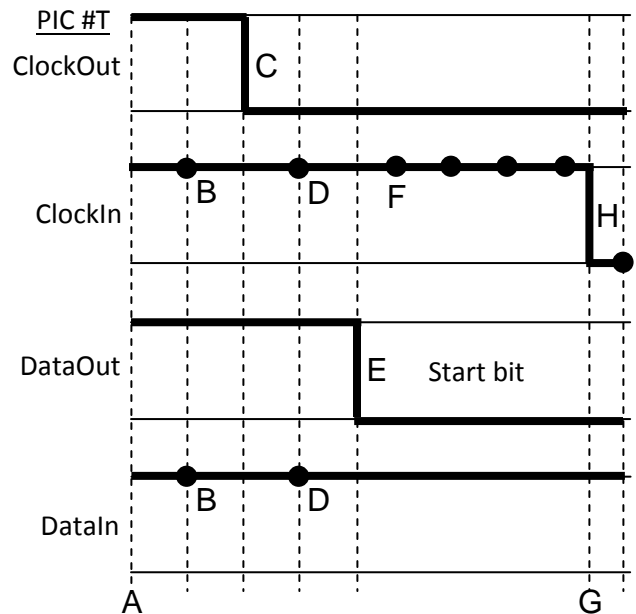 PIC #T
ClockOut
C
ClockIn
B
D
F
H
DataOut
E
Start bit
DataIn
B
D
A
G